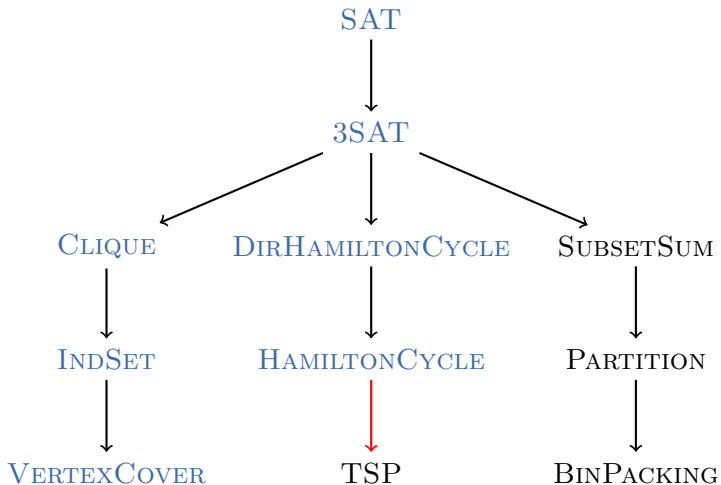 SAT
3SAT
CLIQUE DIRHAMILTONCYCLE SUBSETSUM
INDSET HAMILTONCYCLE PARTITION
VERTEXCOVER TSP BINPACKING